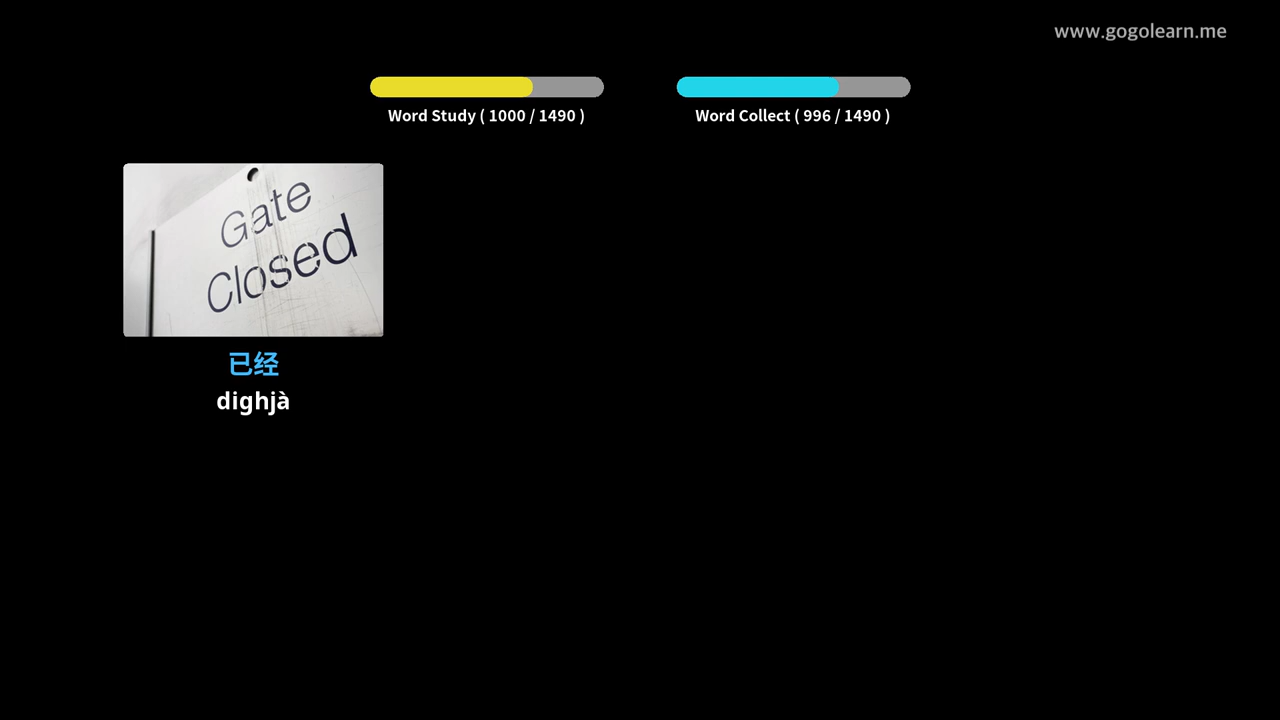 www.gogolearn.me
Word Study ( 1000 / 1490 )
Word Collect ( 996 / 1490 )
Gate
Closed
已经
dighjà